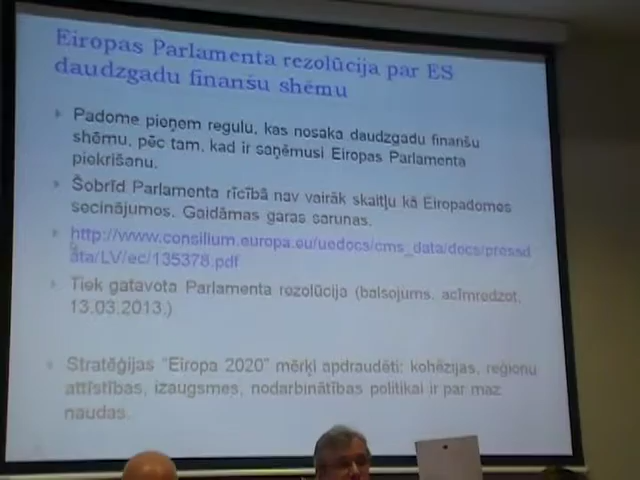 Eiropas Parlamenta rezolūcija par ES
daudzgadu finanšu shēmu
Padome pieņem regulu, kas nosaka daudzgadu finanšu
shēmu, pēc tam, kad ir saņēmusi Eiropas Parlamenta
piekrišanu.
Šobrīd Parlamenta rīcībā nav vairāk skaitļu kā Eiropadomes
secinājumos. Gaidāmas garas sarunas.
http://www.consilium.europa.eu/uedocs/cms_data/docs/pressd
ata/LV/ec/135378.pdf
Tiek gatavota Parlamenta rezolūcija (balsojums, acīmredzot,
13.03.2013.)
Stratēģijas "Eiropa 2020" mērķi apdraudēti: kohēzijas, reģionu
attīstības, izaugsmes, nodarbinātības politikai ir par maz
naudas.